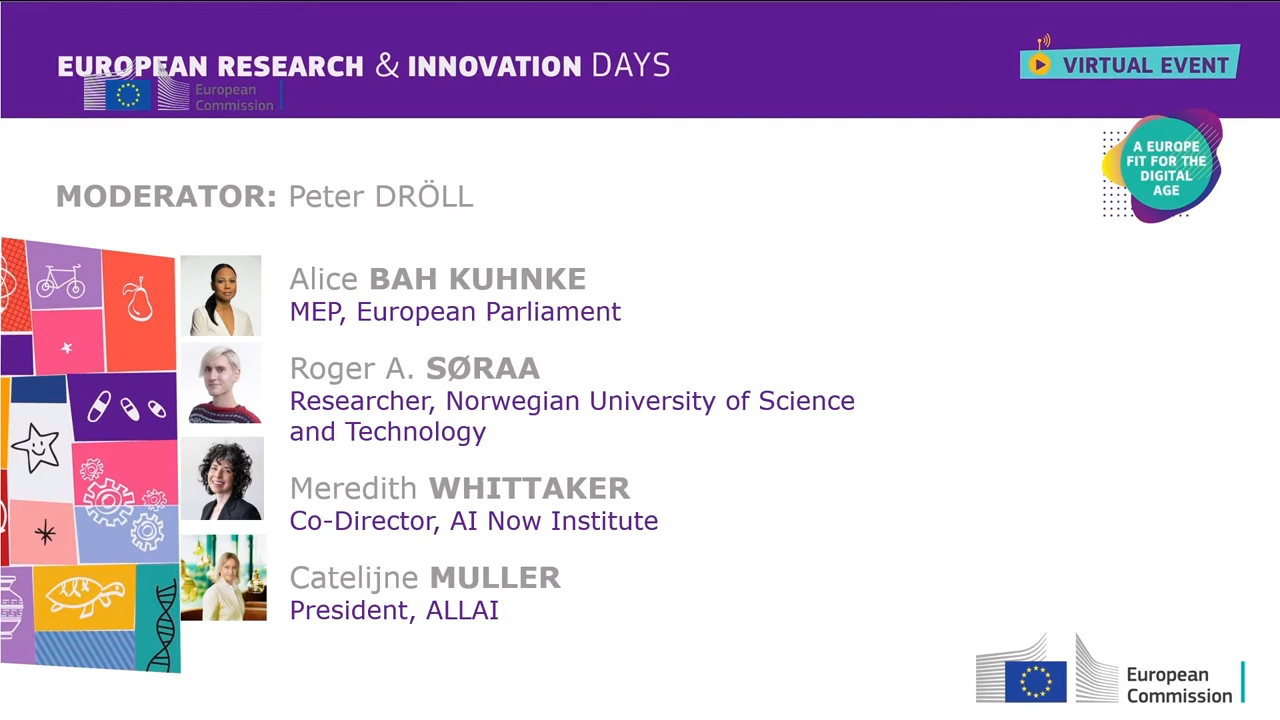 EUROPEAN RESEARCH & INNOVATION DAYS
VIRTUAL EVENT
European
Commission
A EUROPE
FIT FOR THE
DIGITAL
AGE
MODERATOR: Peter DRÖLL
Alice BAH KUHNKE
MEP, European Parliament
Roger A. SØRAA
Researcher, Norwegian University of Science
and Technology
Meredith WHITTAKER
Co-Director, AI Now Institute
Catelijne MULLER
President, ALLAI
European
Commission